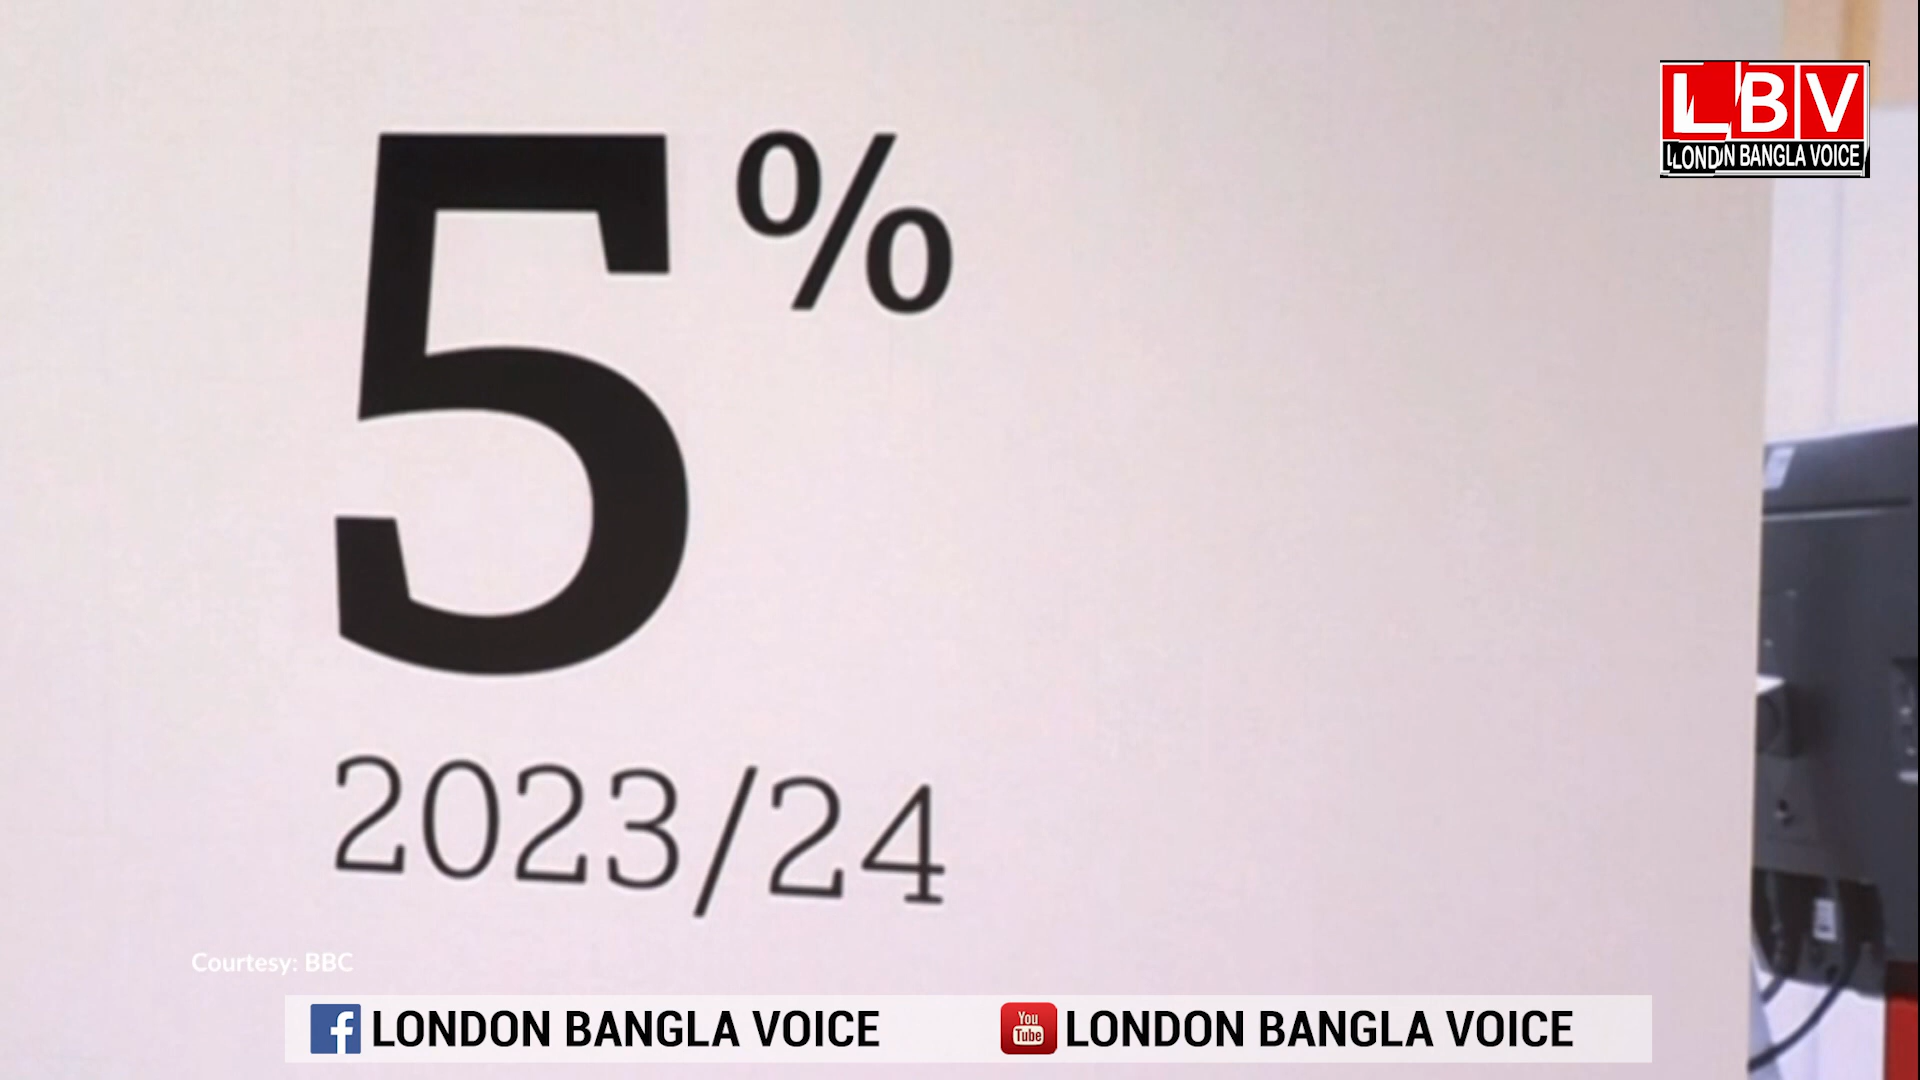 LBV
LONDON BANGLA VOICE
5%
2023/24
Courtesy: BBC
LONDON BANGLA VOICE
You Tube LONDON BANGLA VOICE